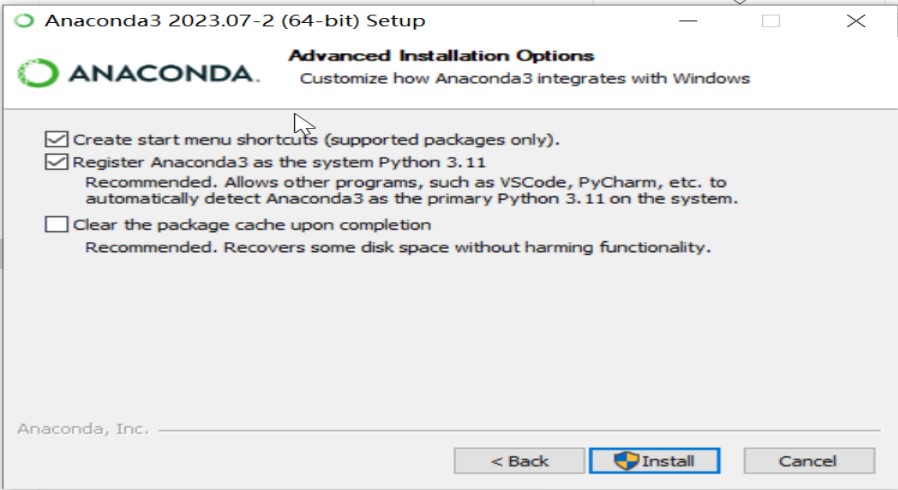 Anaconda3 2023.07-2 (64-bit) Setup
ANACONDA.
Advanced Installation Options
Customize how Anaconda3 integrates with Windows
Create start menu shortcuts (supported packages only).
Register Anaconda3 as the system Python 3.11
Recommended. Allows other programs, such as VSCode, PyCharm, etc. to
automatically detect Anaconda3 as the primary Python 3.11 on the system.
Clear the package cache upon completion
Recommended. Recovers some disk space without harming functionality.
Anaconda, Inc.
< Back
Install
Cancel